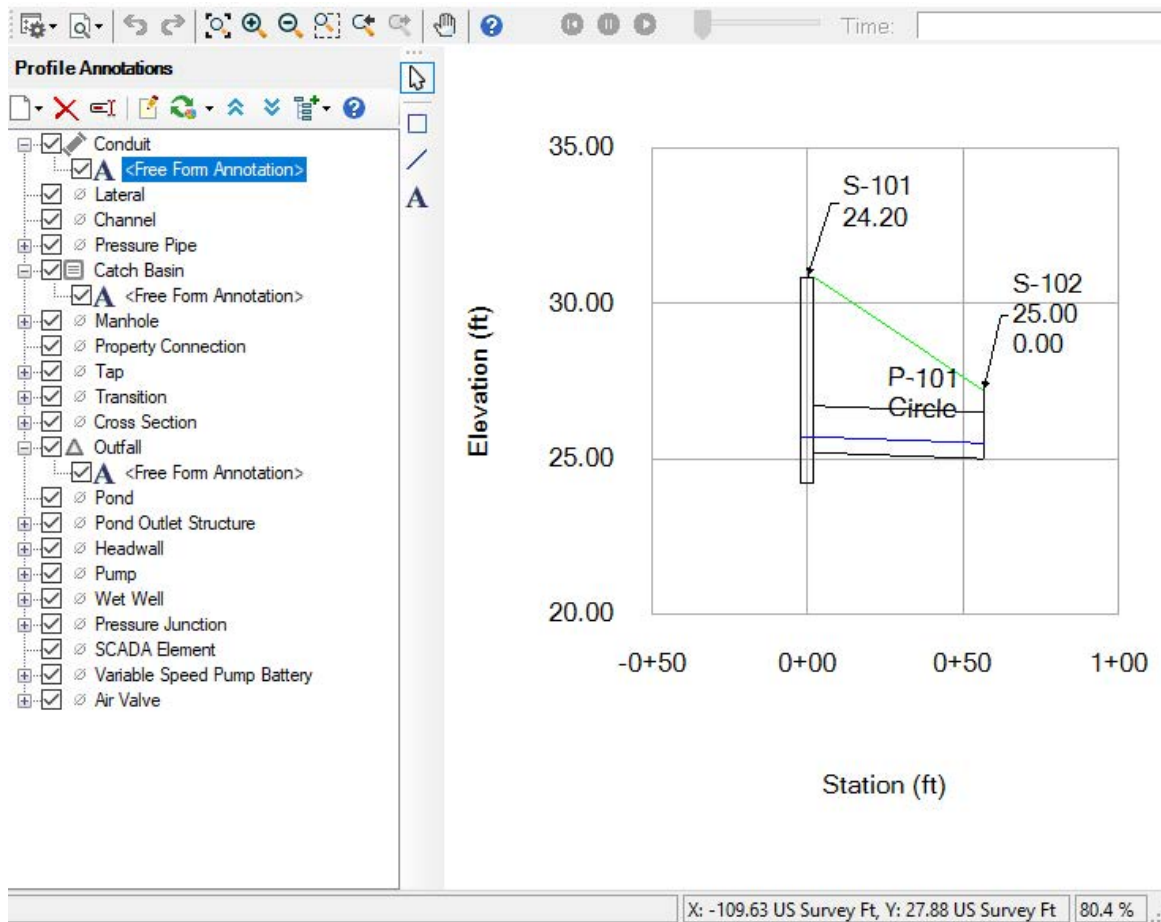 Time:
Profile Annotations
Conduit
<Free Form Annotation>
Lateral
Channel
Pressure Pipe
Catch Basin
<Free Form Annotation>
Manhole
Property Connection
Tap
Transition
Cross Section
Outfall
<Free Form Annotation>
Pond
Pond Outlet Structure
Headwall
Pump
Wet Well
Pressure Junction
SCADA Element
Variable Speed Pump Battery
Air Valve
A
35.00
30.00
25.00
20.00
Elevation (ft)
S-101
24.20
S-102
25.00
0.00
P-101
Circle
-0+50
0+00
0+50
1+00
Station (ft)
X: -109.63 US Survey Ft, Y: 27.88 US Survey Ft
80.4 %